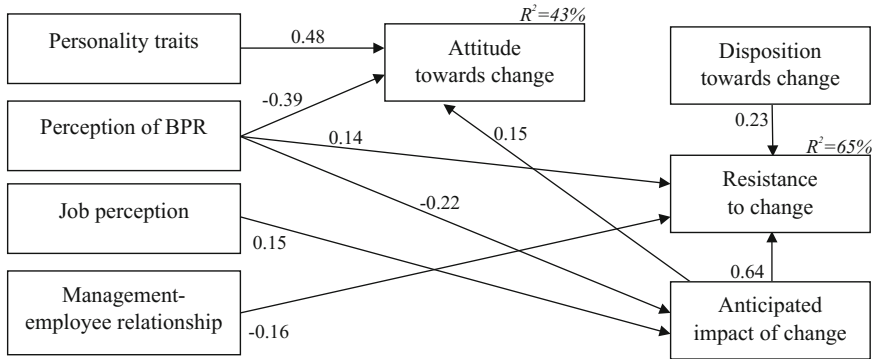 R²=43%
Personality traits
0.48
Attitude
towards change
Disposition
towards change
-0.39
Perception of BPR
0.15
0.23
0.14
R²=65%
Resistance
to change
Job perception
-0.22
0.15
0.64
Management-
employee relationship
-0.16
Anticipated
impact of change